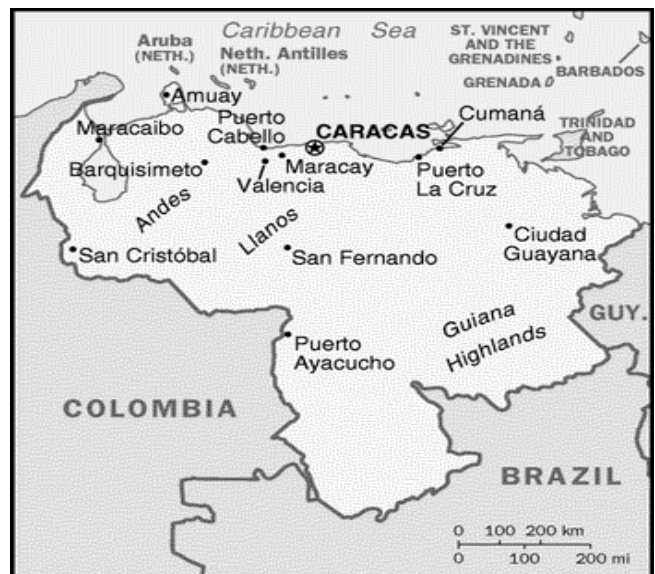 Caribbean Sea
Aruba
(NETH.)
Neth. Antilles
(NETH.)
ST. VINCENT
AND THE
GRENADINES
GRENADA
BARBADOS
Amuay
Maracaibo
Puerto
Cabello
CARACAS
Cumaná
TRINIDAD
AND
TOBAGO
Barquisimeto
Valencia
Maracay
Puerto
La Cruz
Andes
Llanos
San Cristóbal
San Fernando
Ciudad
Guayana
Guiana
Highlands
GUY.
Puerto
Ayacucho
COLOMBIA
BRAZIL
0 100 200 km
0 100 200 mi